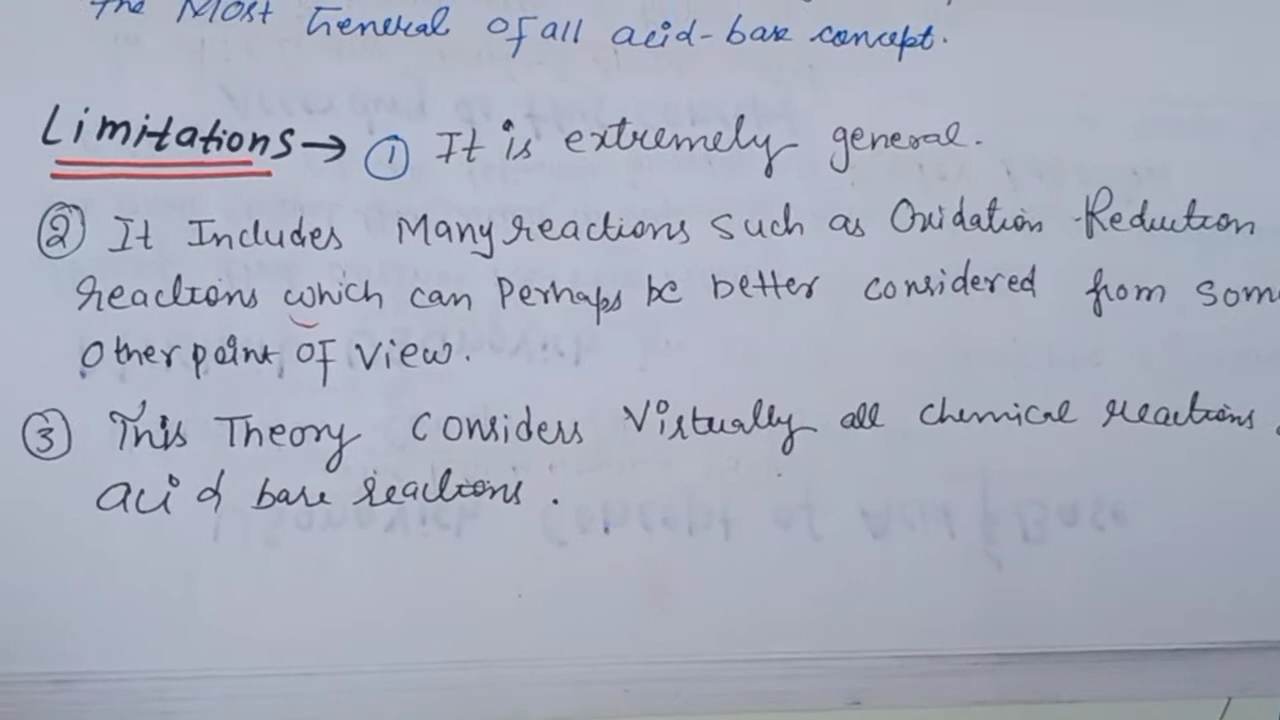 the Most General of all acid-base concept.
Limitations → ① It is extremely general.
② It Includes Many reactions such as Oxidation-Reduction
reactions which can Perhaps be better considered from som
other point of view.
③ This Theory Considers Virtually all chemical reactions
acid base reactions.